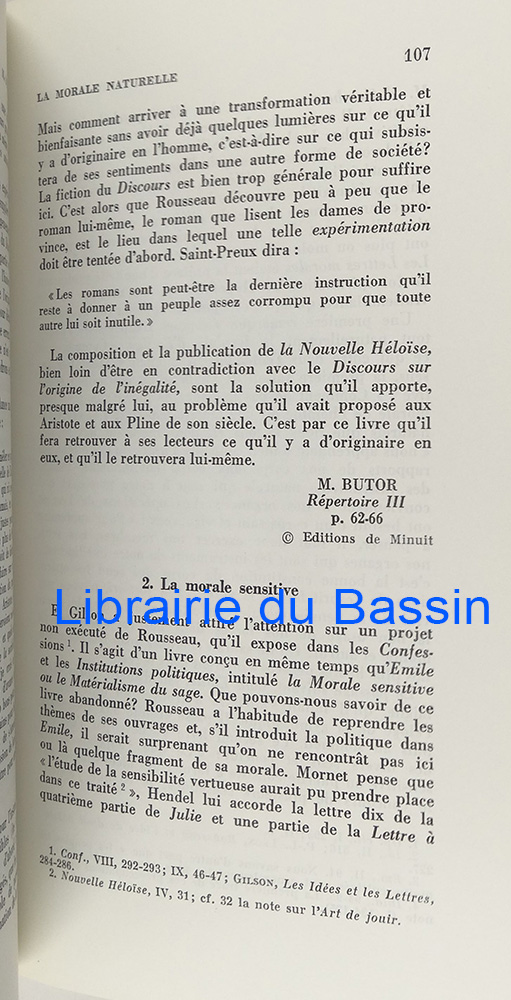 107
LA MORALE NATURELLE
Mais comment arriver à une transformation véritable et
bienfaisante sans avoir déjà quelques lumières sur ce qu'il
y a d'originaire en l'homme, c'est-à-dire sur ce qui subsis-
tera de ses sentiments dans une autre forme de société?
La fiction du Discours est bien trop générale pour suffire
ici. C'est alors que Rousseau découvre peu à peu que le
roman lui-même, le roman que lisent les dames de pro-
vince, est le lieu dans lequel une telle expérimentation
doit être tentée d'abord. Saint-Preux dira :
« Les romans sont peut-être la dernière instruction qu'il
reste à donner à un peuple assez corrompu pour que toute
autre lui soit inutile. »
La composition et la publication de la Nouvelle Héloïse,
bien loin d'être en contradiction avec le Discours sur
l'origine de l'inégalité, sont la solution qu'il apporte,
presque malgré lui, au problème qu'il avait proposé aux
Aristote et aux Pline de son siècle. C'est par ce livre qu'il
fera retrouver à ses lecteurs ce qu'il y a d'originaire en
eux, et qu'il le retrouvera lui-même.
M. BUTOR
Répertoire III
p. 62-66
© Editions de Minuit
2. La morale sensitive
Librairie du Bassin
justement attiré l'attention sur un projet
non exécuté de Rousseau, qu'il expose dans les Confes-
sions 1. Il s'agit d'un livre conçu en même temps qu'Emile
et les Institutions politiques, intitulé la Morale sensitive
ou le Matérialisme du sage. Que pouvons-nous savoir de ce
livre abandonné? Rousseau a l'habitude de reprendre les
thèmes de ses ouvrages et, s'il introduit la politique dans
Emile, il serait surprenant qu'on ne rencontrât pas ici
ou là quelque fragment de sa morale. Mornet pense que
« l'étude de la sensibilité vertueuse aurait pu prendre place
dans ce traité 2 », Hendel lui accorde la lettre dix de la
quatrième partie de Julie et une partie de la Lettre à
1. Conf., VIII, 292-293 ; IX, 46-47 ; GILSON, Les Idées et les Lettres,
284-286.
2. Nouvelle Héloïse, IV, 31 ; cf. 32 la note sur l'Art de jouir.